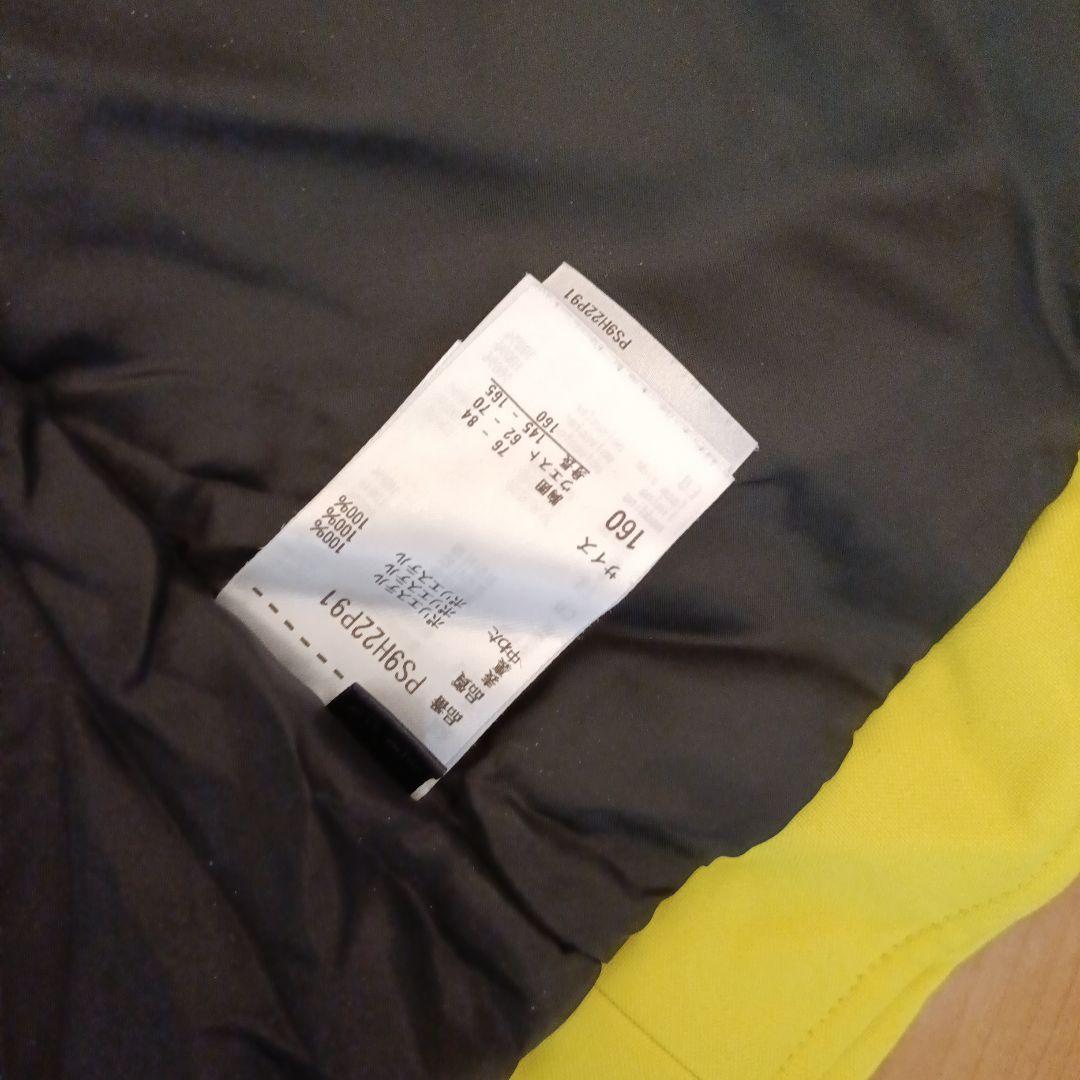 PS9H22P91
品番 PS9H22P91
品質
表 ポリエステル 100%
裏 ポリエステル 100%
中わた ポリエステル 100%
サイズ
160
160
身長 145 - 165
ウエスト 62 - 70
胸囲 76 - 84